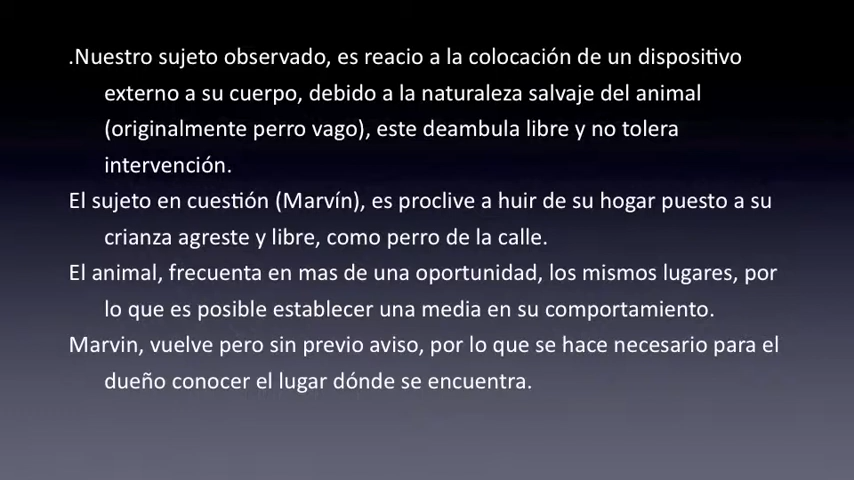 .Nuestro sujeto observado, es reacio a la colocación de un dispositivo
externo a su cuerpo, debido a la naturaleza salvaje del animal
(originalmente perro vago), este deambula libre y no tolera
intervención.
El sujeto en cuestión (Marvín), es proclive a huir de su hogar puesto a su
crianza agreste y libre, como perro de la calle.
El animal, frecuenta en mas de una oportunidad, los mismos lugares, por
lo que es posible establecer una media en su comportamiento.
Marvin, vuelve pero sin previo aviso, por lo que se hace necesario para el
dueño conocer el lugar dónde se encuentra.